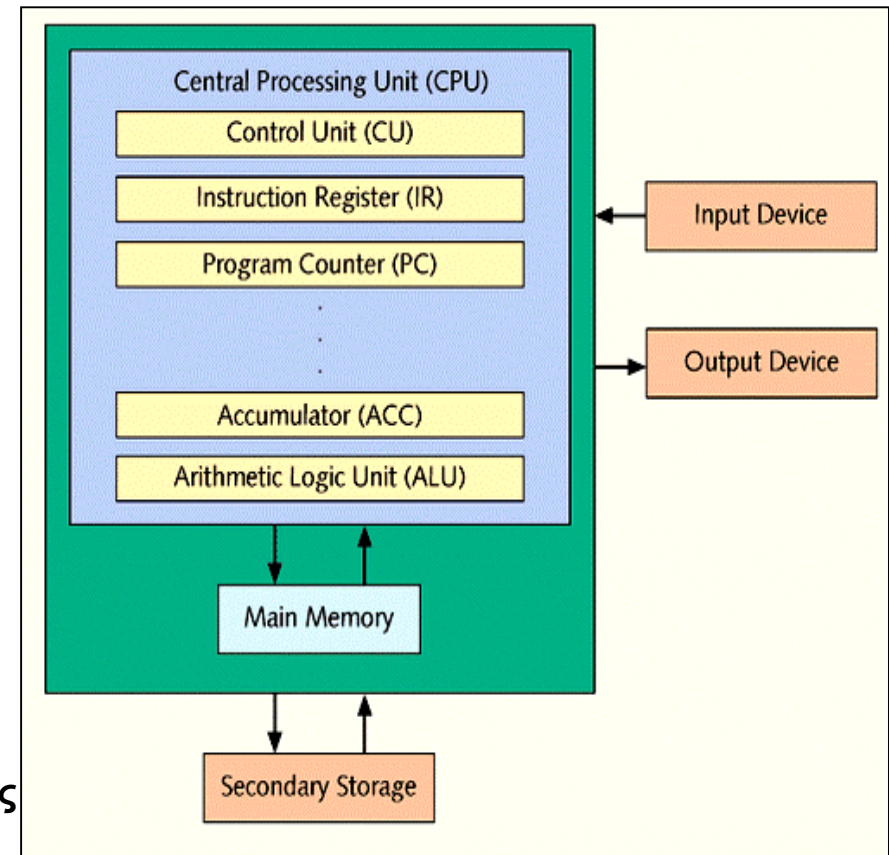 Central Processing Unit (CPU)
Control Unit (CU)
Instruction Register (IR)
Program Counter (PC)
.
.
.
Accumulator (ACC)
Arithmetic Logic Unit (ALU)
Main Memory
Secondary Storage
Input Device
Output Device